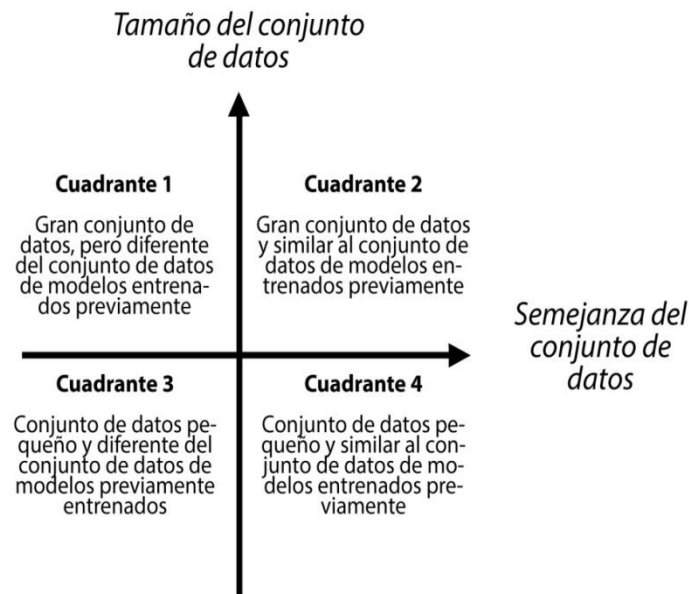 Tamaño del conjunto
de datos
Cuadrante 1
Gran conjunto de
datos, pero diferente
del conjunto de datos
de modelos entrena-
dos previamente
Cuadrante 2
Gran conjunto de datos
y similar al conjunto de
datos de modelos en-
trenados previamente
Semejanza del
conjunto de
datos
Cuadrante 3
Conjunto de datos pe-
queño y diferente del
conjunto de datos de
modelos previamente
entrenados
Cuadrante 4
Conjunto de datos pe-
queño y similar al con-
junto de datos de mo-
delos entrenados pre-
viamente